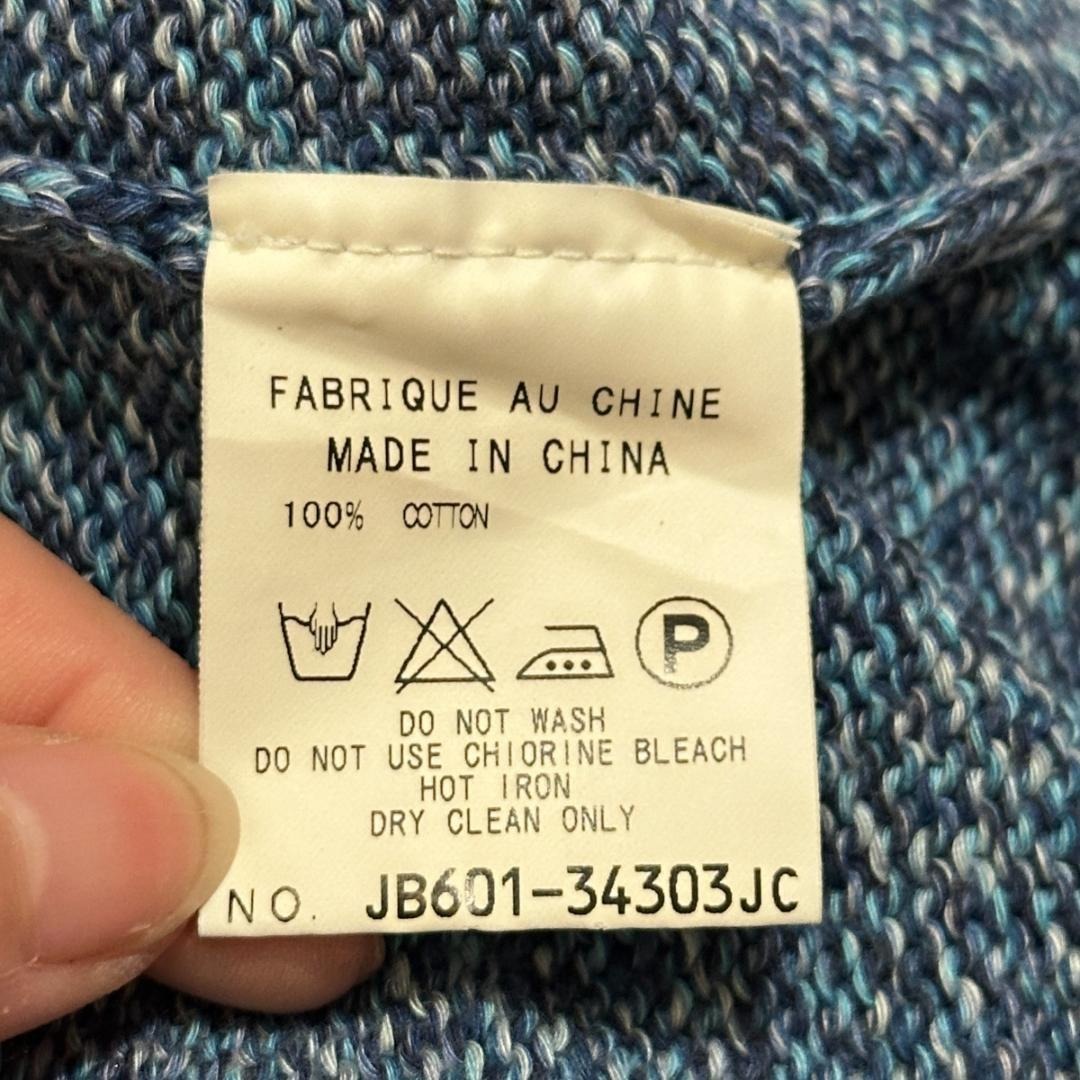 FABRIQUE AU CHINE
MADE IN CHINA
100% COTTON
P
DO NOT WASH
DO NOT USE CHIORINE BLEACH
HOT IRON
DRY CLEAN ONLY
NO. JB601-34303JC